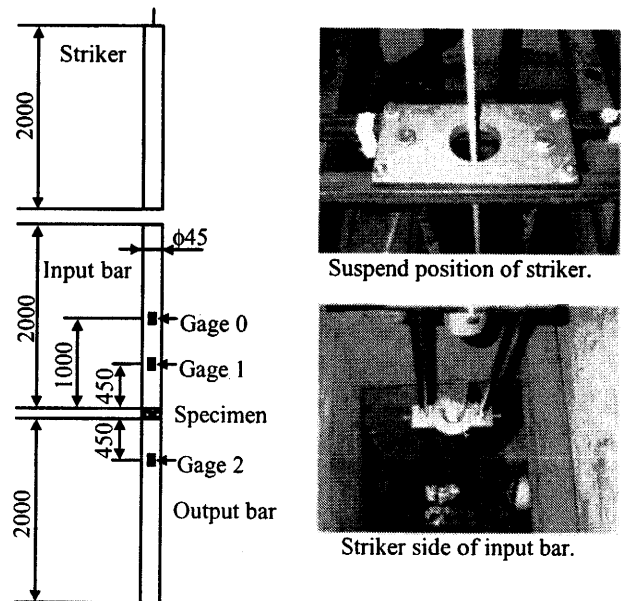 Striker
2000
φ45
Input bar
2000
1000
Gage 0
450
Gage 1
Specimen
450
Gage 2
2000
Output bar
Suspend position of striker.
Striker side of input bar.